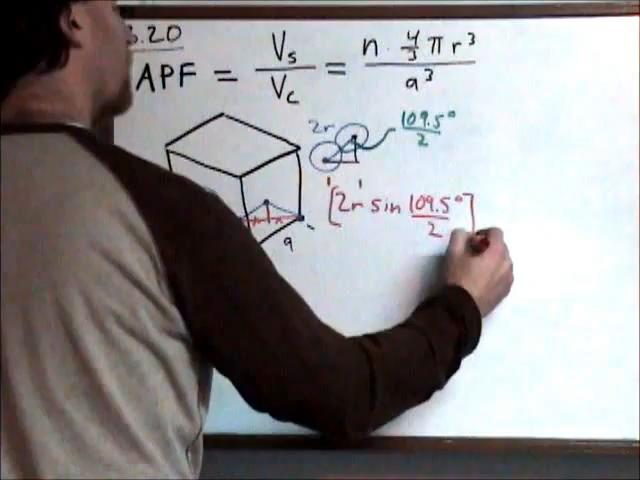 3.20
APF = Vs/Vc = n · 4/3 π r³ / a³
2r
109.5°/2
[2r sin 109.5°/2]
a